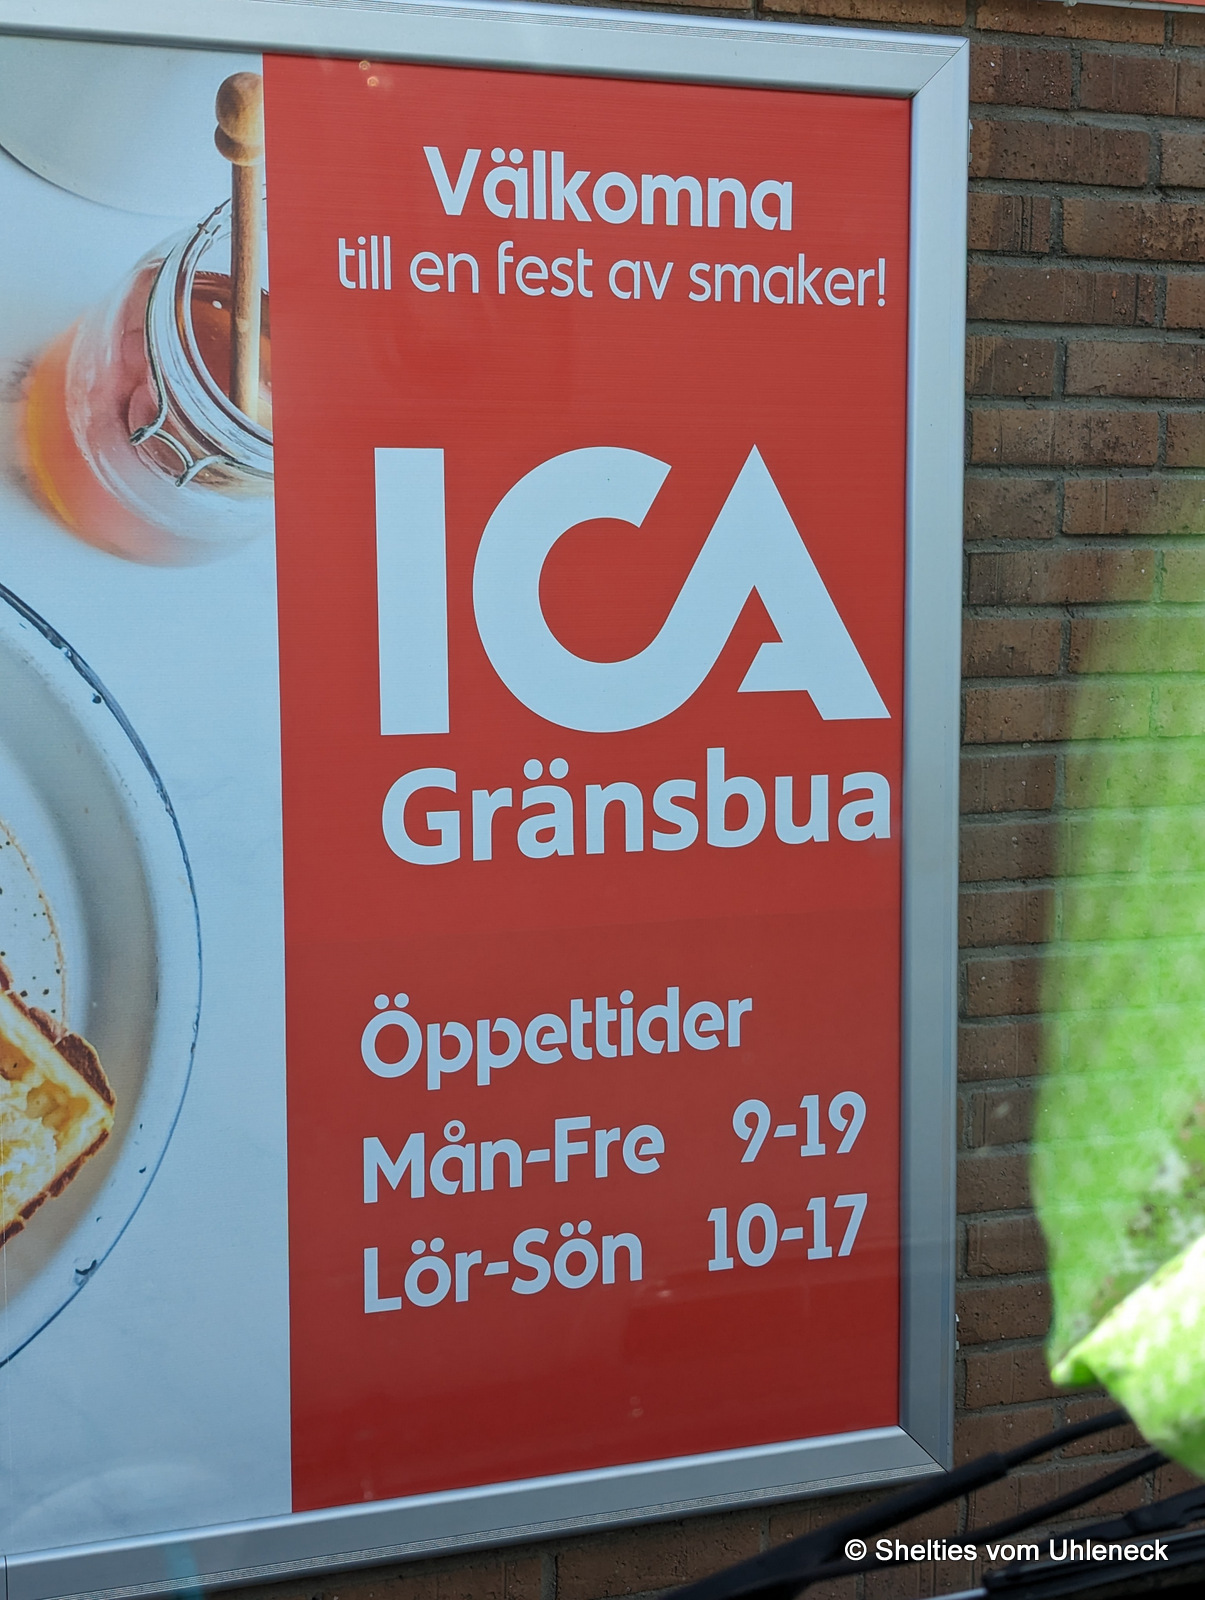 Välkomna
till en fest av smaker!
ICA
Gränsbua
Öppettider
Mån-Fre 9-19
Lör-Sön 10-17
© Shelties vom Uhleneck